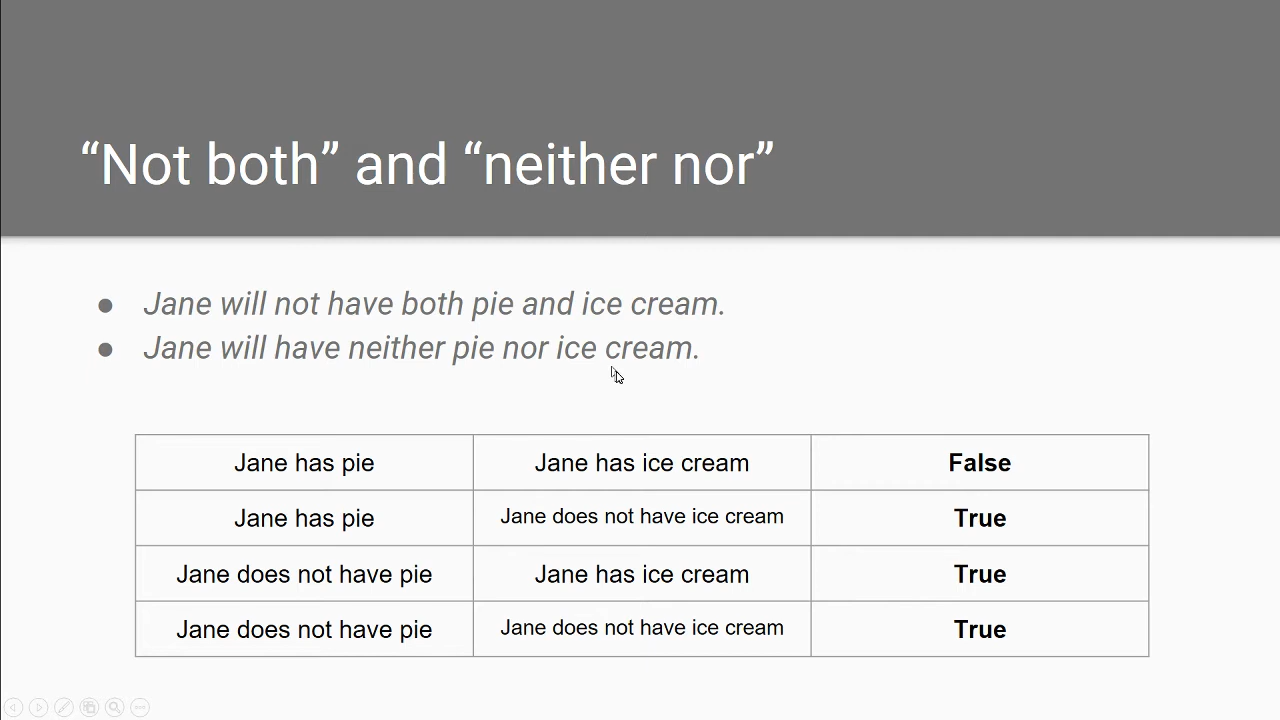 “Not both” and “neither nor”
● Jane will not have both pie and ice cream.
● Jane will have neither pie nor ice cream.
Jane has pie Jane has ice cream False
Jane has pie Jane does not have ice cream True
Jane does not have pie Jane has ice cream True
Jane does not have pie Jane does not have ice cream True